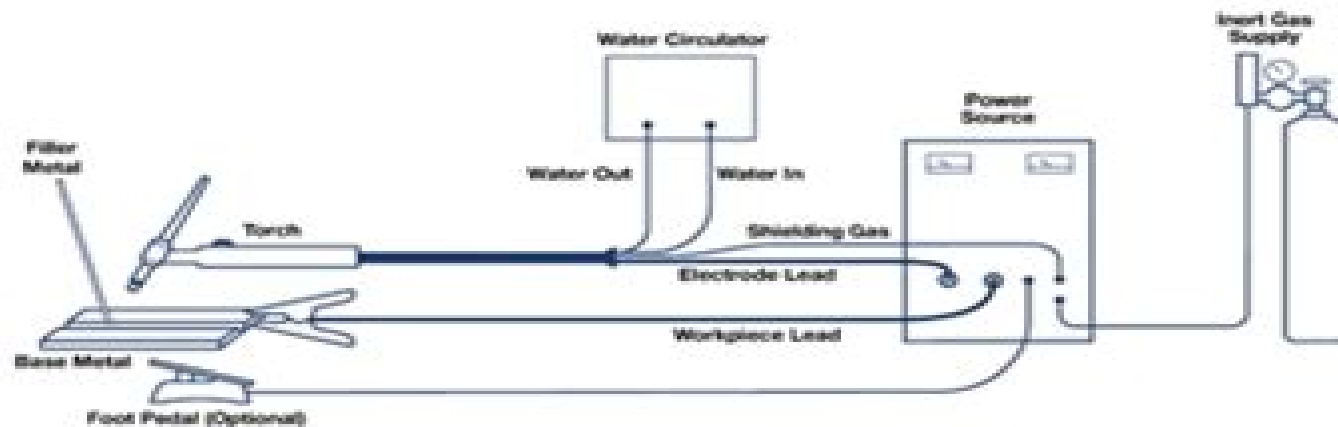 Inert Gas
Supply
Water Circulator
Power
Source
Filler
Metal
Water Out
Water In
Torch
Shielding Gas
Electrode Lead
Workpiece Lead
Base Metal
Foot Pedal (Optional)